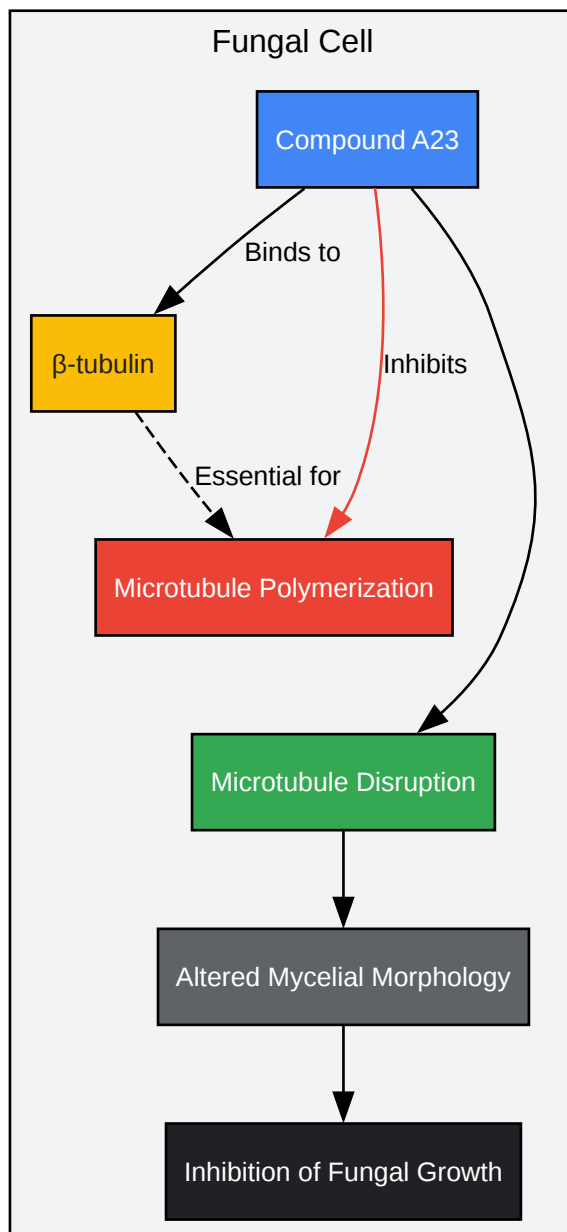 Fungal Cell
Compound A23
Binds to
β-tubulin
Inhibits
Essential for
Microtubule Polymerization
Microtubule Disruption
Altered Mycelial Morphology
Inhibition of Fungal Growth